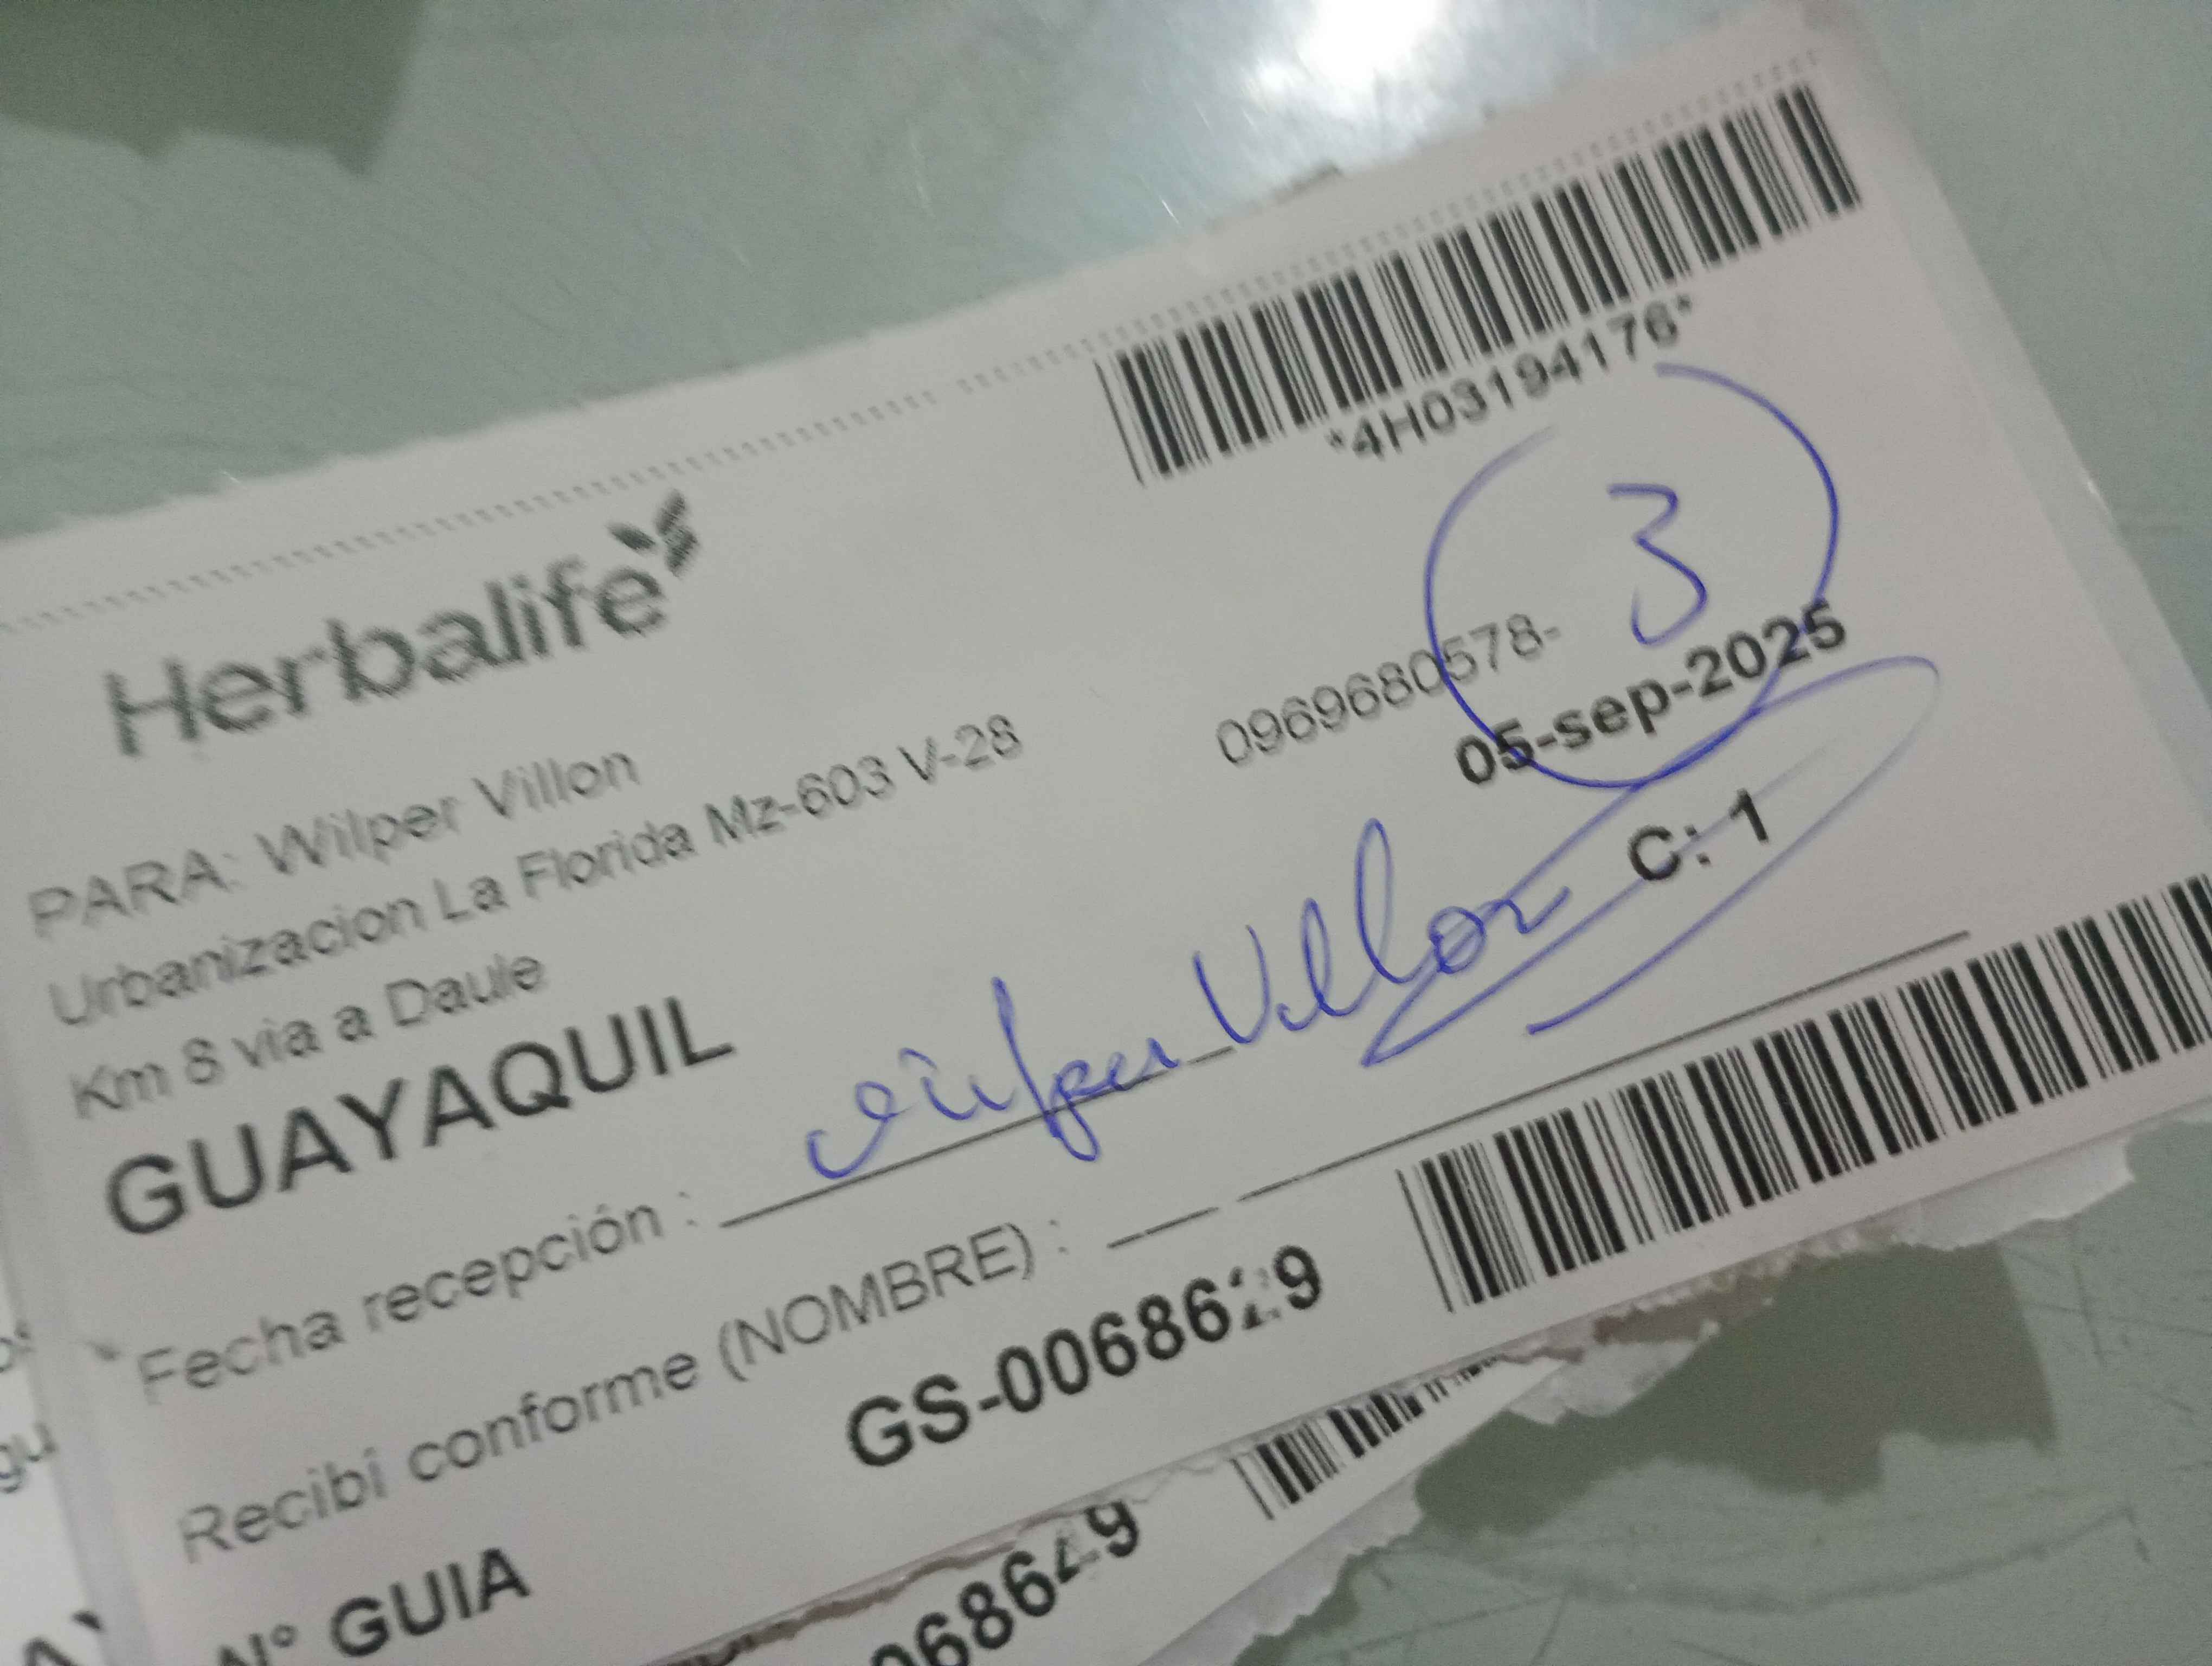 *4H03194176*
3
Herbalife
PARA: Wilper Villon
0969680578-
Urbanizacion La Florida Mz-603 V-28
05-sep-2025
Km 8 via a Daule
C: 1
GUAYAQUIL
Wilper Villon
Fecha recepción :
Recibí conforme (NOMBRE) :
N° GUIA